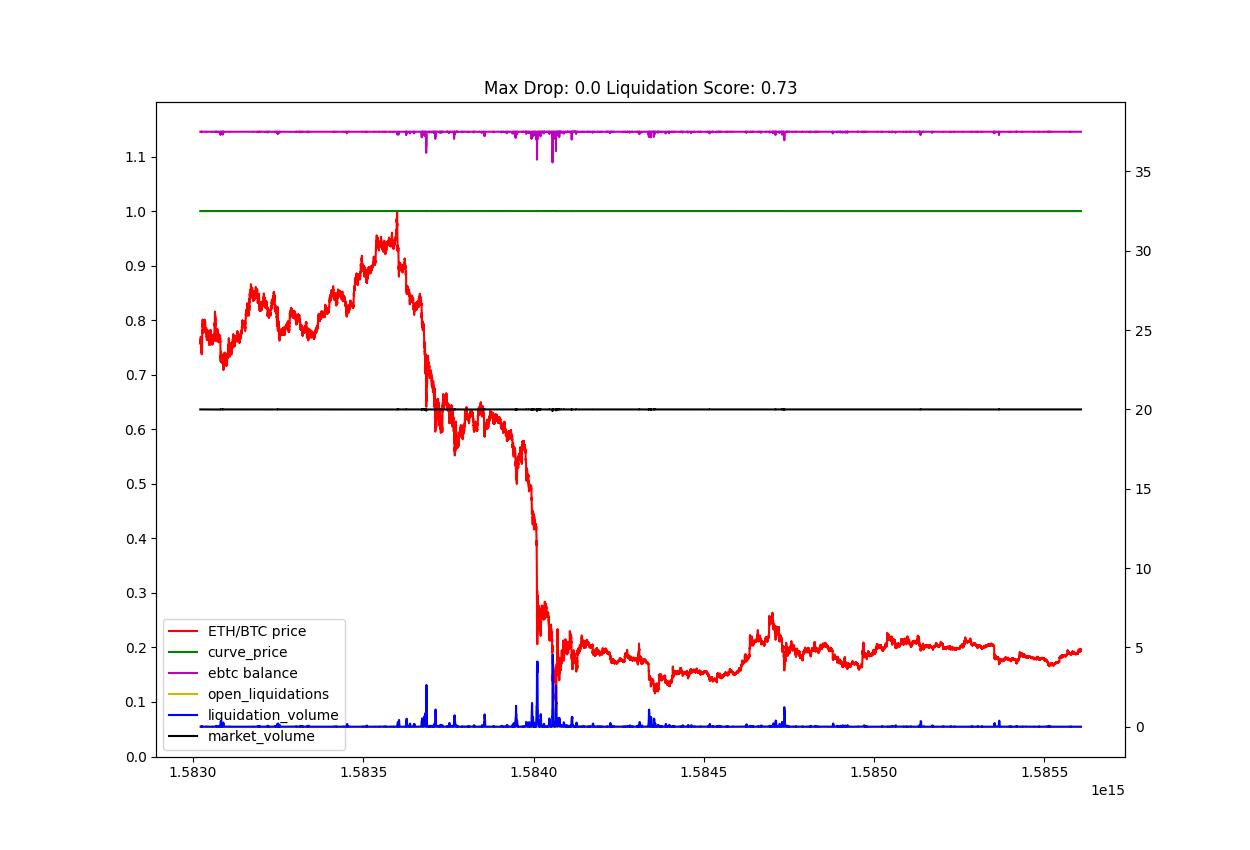 Max Drop: 0.0 Liquidation Score: 0.73
1.1
1.0
0.9
0.8
0.7
0.6
0.5
0.4
0.3
0.2
0.1
0.0
35
30
25
20
15
10
5
0
ETH/BTC price
curve_price
ebtc balance
open_liquidations
liquidation_volume
market_volume
1.5830 1.5835 1.5840 1.5845 1.5850 1.5855
1e15